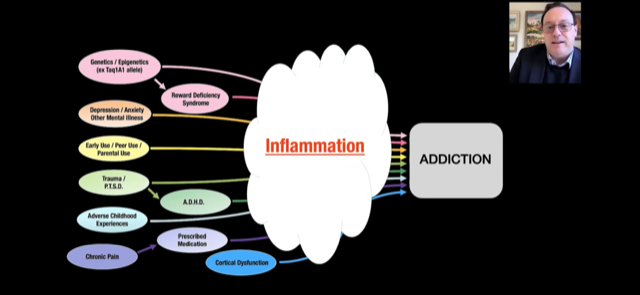 Genetics / Epigenetics
(ex Taq1A1 allele)
Reward Deficiency
Syndrome
Depression / Anxiety
Other Mental Illness
Early Use / Peer Use /
Parental Use
Trauma /
P.T.S.D.
A.D.H.D.
Adverse Childhood
Experiences
Prescribed
Medication
Chronic Pain
Cortical Dysfunction
Inflammation
ADDICTION